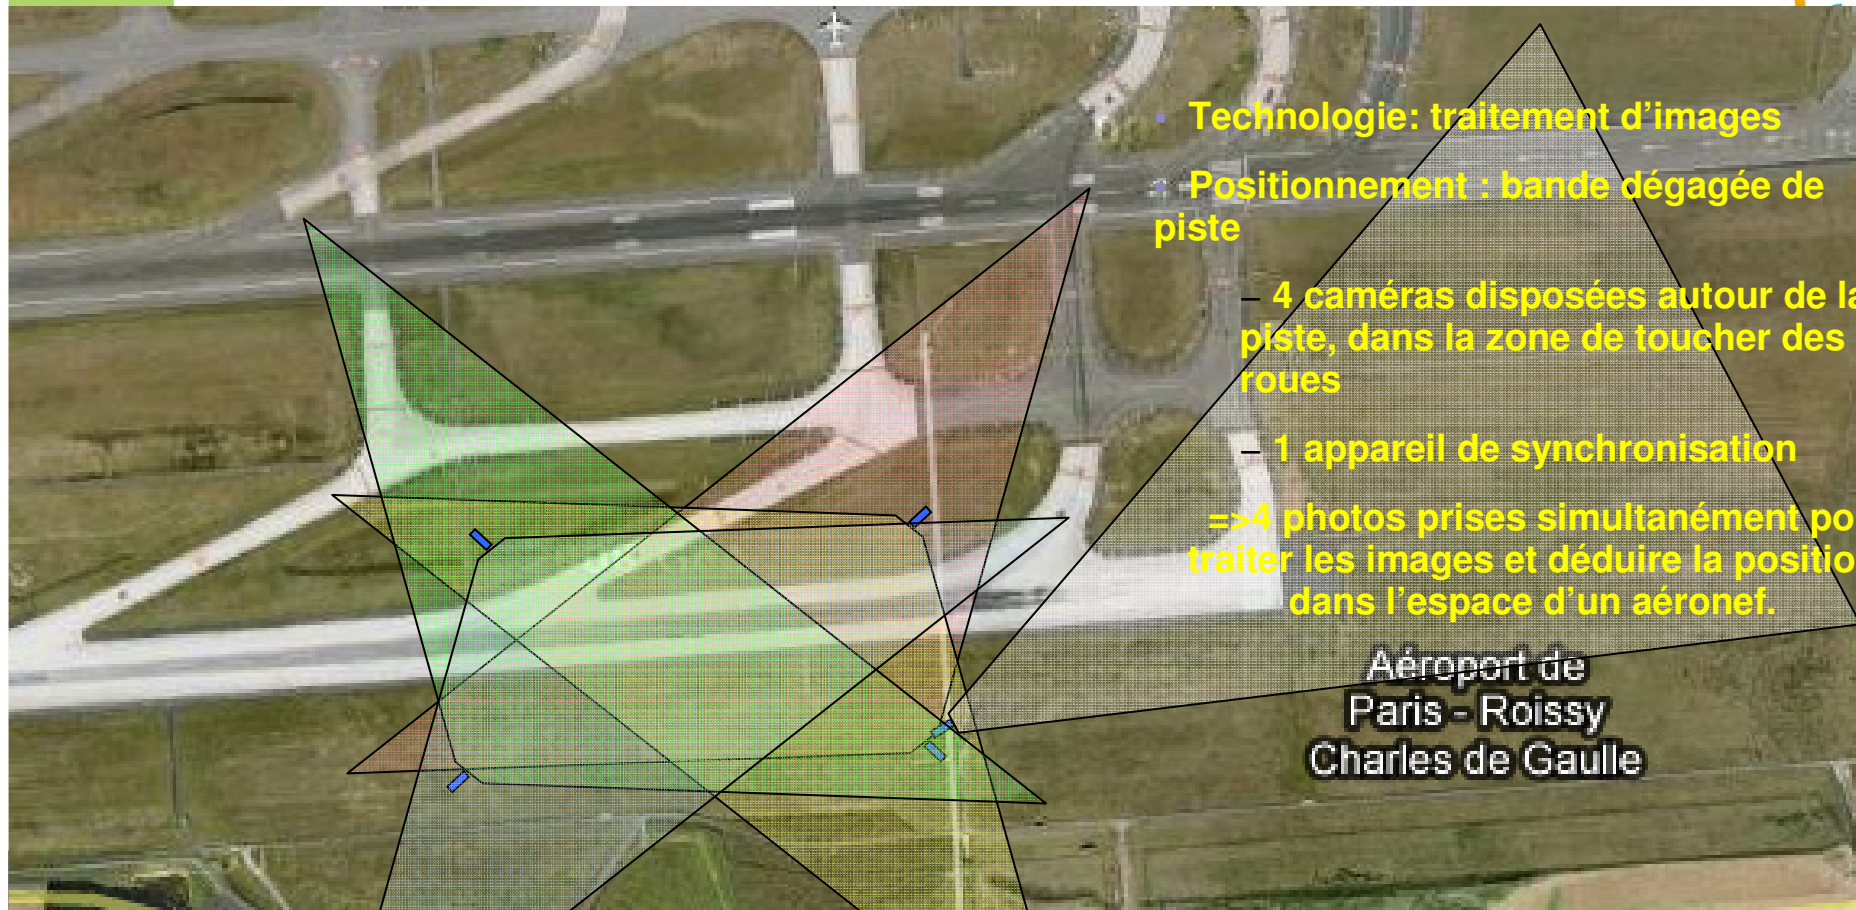 Technologie: traitement d’images
Positionnement : bande dégagée de
piste
– 4 caméras disposées autour de la
piste, dans la zone de toucher des
roues
– 1 appareil de synchronisation
=>4 photos prises simultanément po
traiter les images et déduire la positio
dans l’espace d’un aéronef.
Aéroport de
Paris - Roissy
Charles de Gaulle